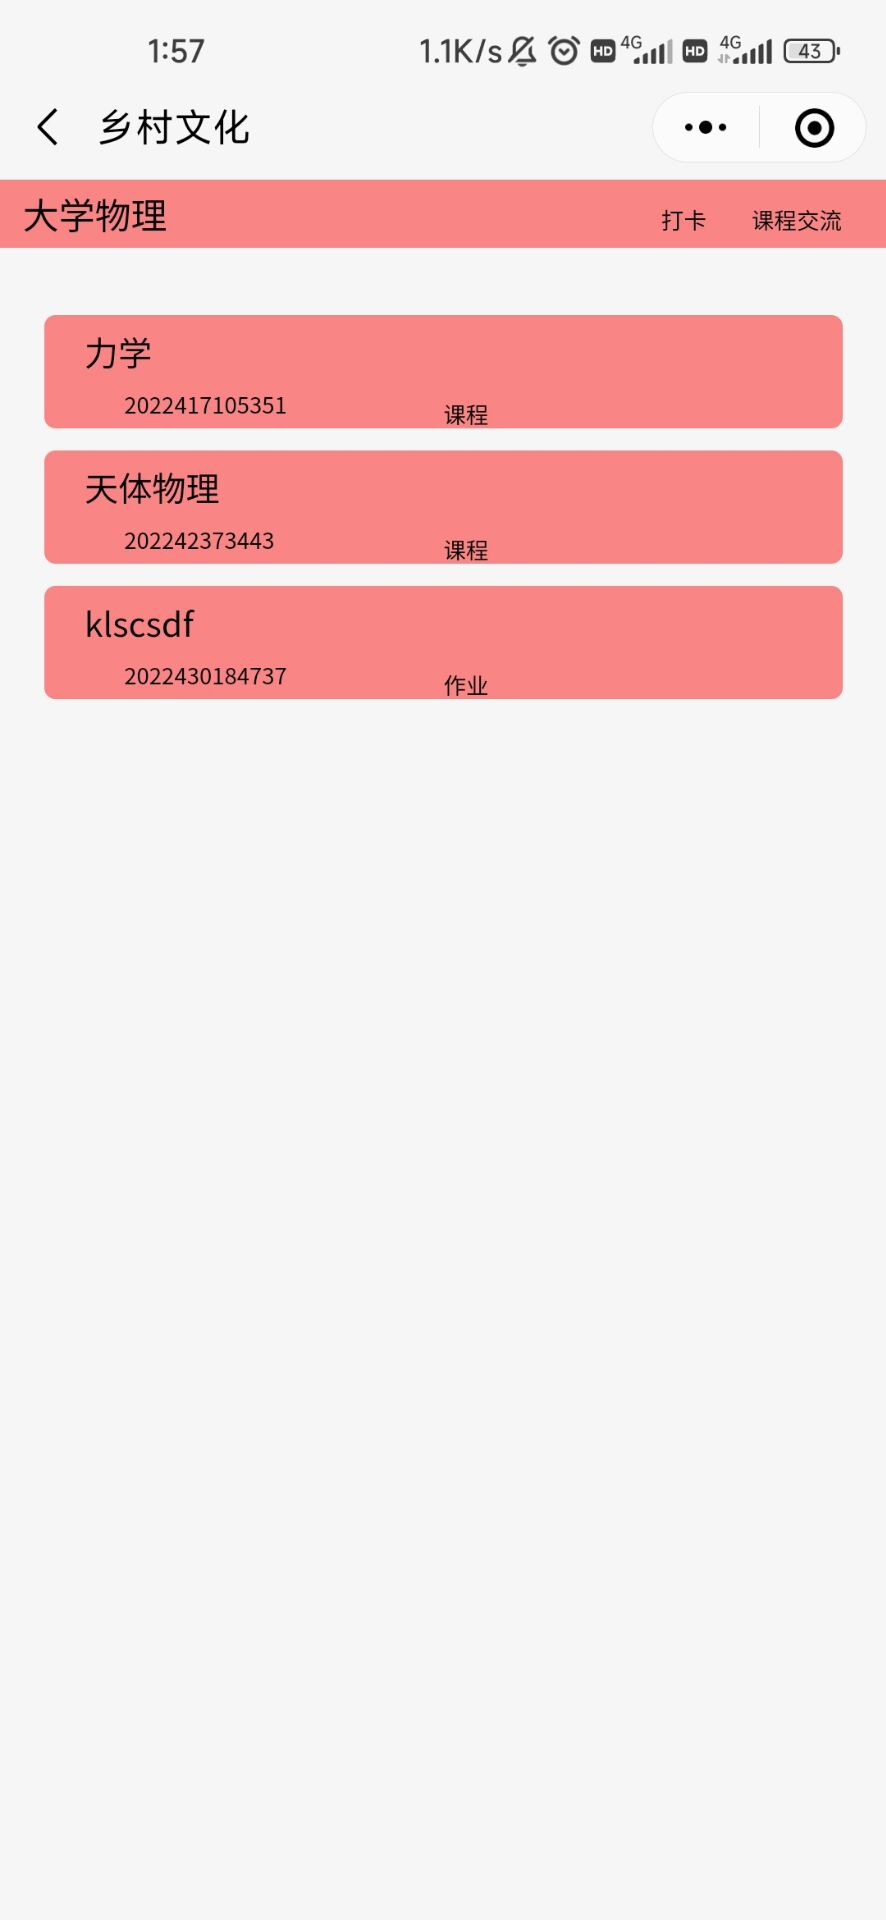 1:57 1.1K/s HD 4G HD 4G 43
乡村文化
大学物理 打卡 课程交流
力学
2022417105351 课程
天体物理
202242373443 课程
klscsdf
2022430184737 作业